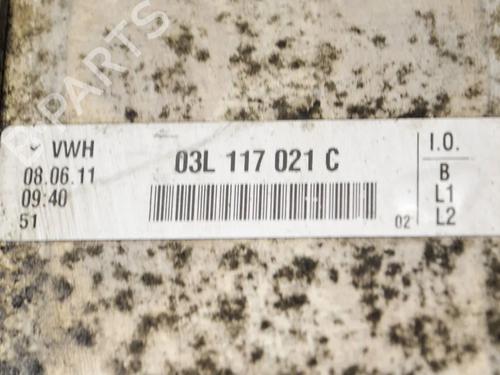 B-PARTS
VWH
08.06.11
09:40
51
03L 117 021 C
02
I.O.
B
L1
L2